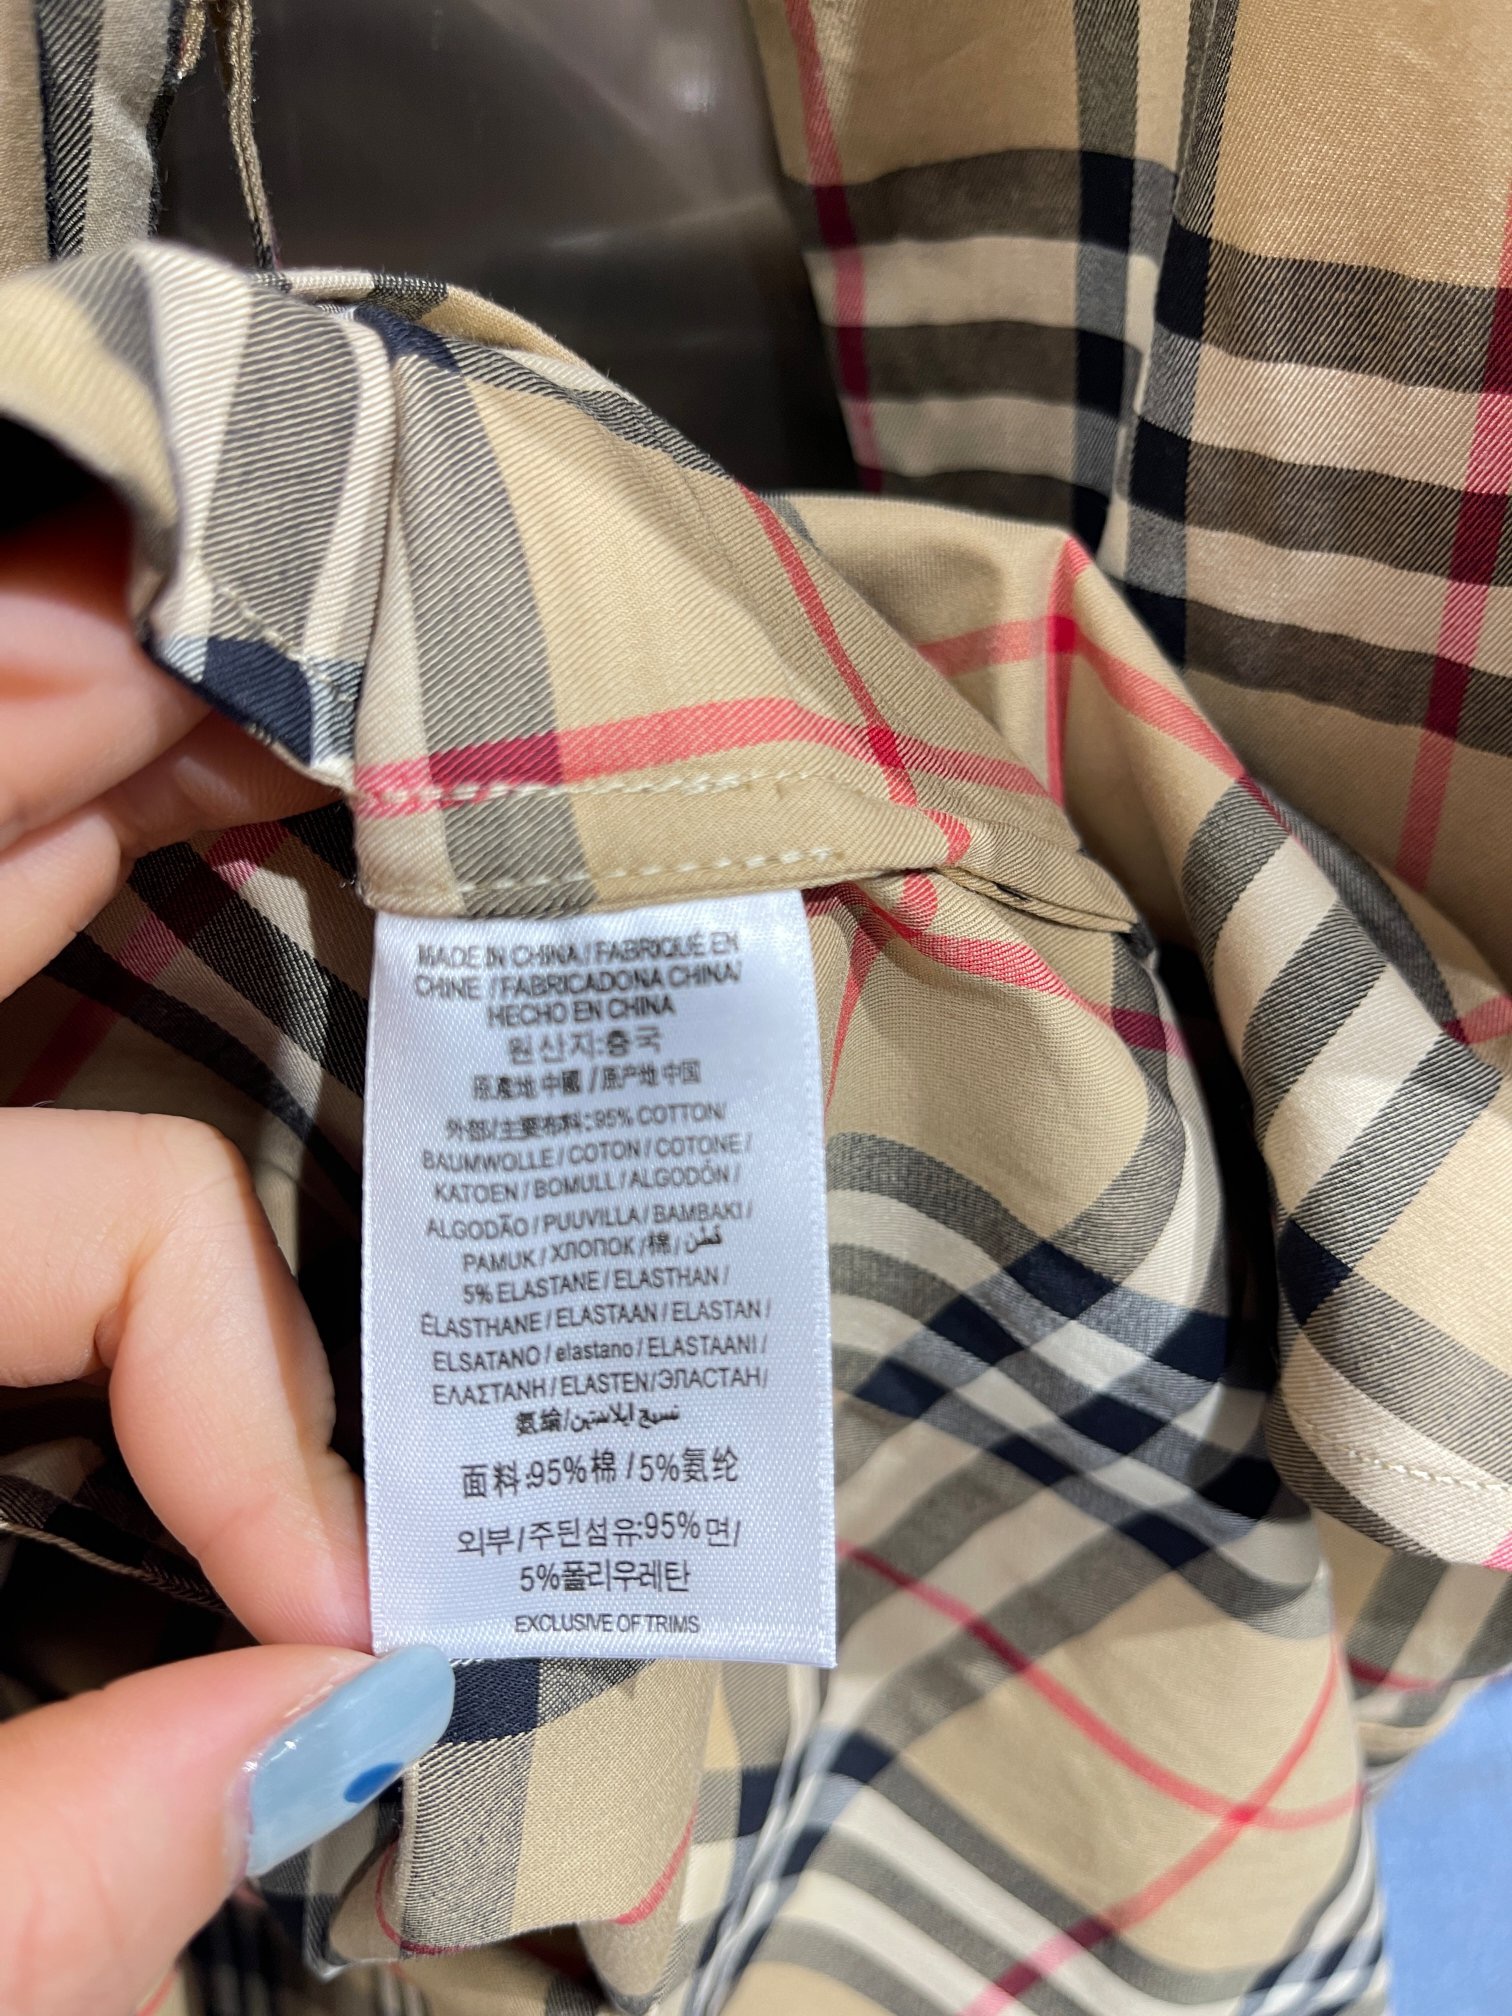 MADE IN CHINA / FABRIQUÉ EN
CHINE / FABRICADONA CHINA/
HECHO EN CHINA
원산지:중국
原產地中國 / 原产地中国
外部/主要布料:95% COTTON/
BAUMWOLLE / COTON / COTONE /
KATOEN / BOMULL / ALGODÓN /
ALGODÃO / PUUVILLA / BAMBAKI /
PAMUK / ХЛОПОК / 棉 / قطن
5% ELASTANE / ELASTHAN /
ÉLASTHANE / ELASTAAN / ELASTAN /
ELSATANO / elastano / ELASTAANI /
ΕΛΑΣΤΑΝΗ / ELASTEN/ЭЛАСТАН/
氨纶/نسيج ايلاستين
面料:95%棉 / 5%氨纶
외부/주된섬유:95%면/
5%폴리우레탄
EXCLUSIVE OF TRIMS